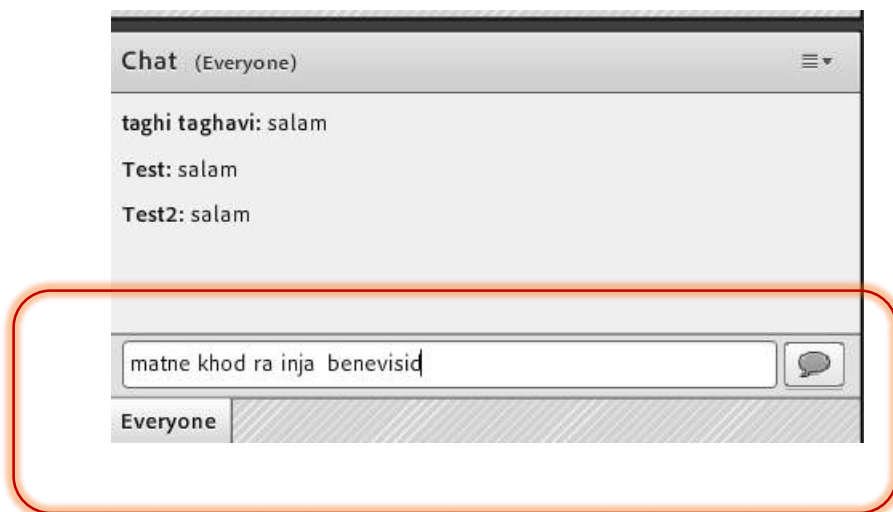 Chat (Everyone)
taghi taghavi: salam
Test: salam
Test2: salam
matne khod ra inja  benevisid
Everyone